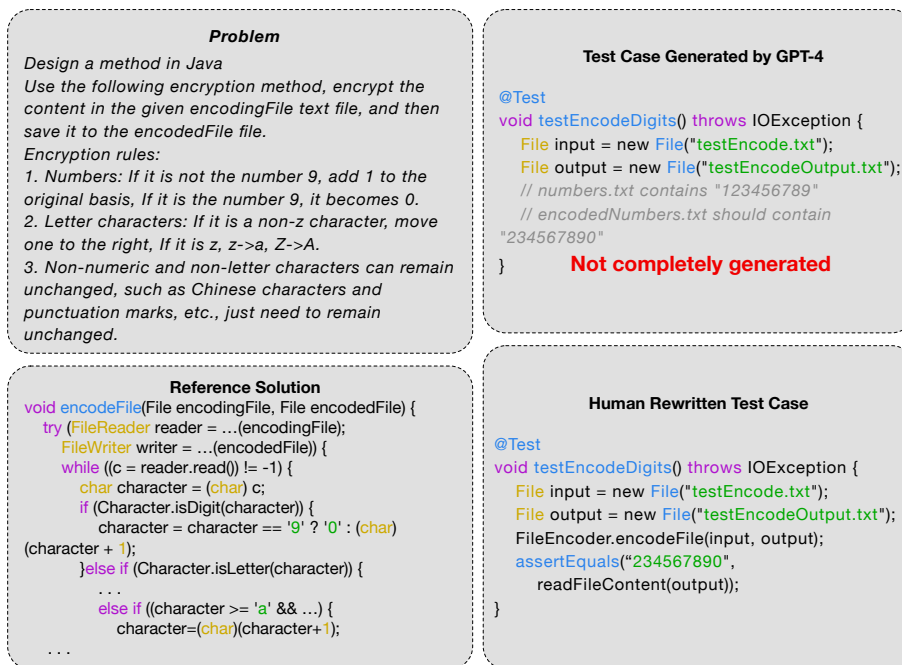 Problem
Design a method in Java
Use the following encryption method, encrypt the
content in the given encodingFile text file, and then
save it to the encodedFile file.
Encryption rules:
1. Numbers: If it is not the number 9, add 1 to the
original basis, If it is the number 9, it becomes 0.
2. Letter characters: If it is a non-z character, move
one to the right, If it is z, z->a, Z->A.
3. Non-numeric and non-letter characters can remain
unchanged, such as Chinese characters and
punctuation marks, etc., just need to remain
unchanged.
Test Case Generated by GPT-4
@Test
void testEncodeDigits() throws IOException {
File input = new File("testEncode.txt");
File output = new File("testEncodeOutput.txt");
// numbers.txt contains "123456789"
// encodedNumbers.txt should contain
"234567890"
} Not completely generated
Reference Solution
void encodeFile(File encodingFile, File encodedFile) {
try (FileReader reader = …(encodingFile);
FileWriter writer = …(encodedFile)) {
while ((c = reader.read()) != -1) {
char character = (char) c;
if (Character.isDigit(character)) {
character = character == '9' ? '0' : (char)
(character + 1);
}else if (Character.isLetter(character)) {
. . .
else if ((character >= 'a' && …) {
character=(char)(character+1);
. . .
Human Rewritten Test Case
@Test
void testEncodeDigits() throws IOException {
File input = new File("testEncode.txt");
File output = new File("testEncodeOutput.txt");
FileEncoder.encodeFile(input, output);
assertEquals(“234567890",
readFileContent(output));
}